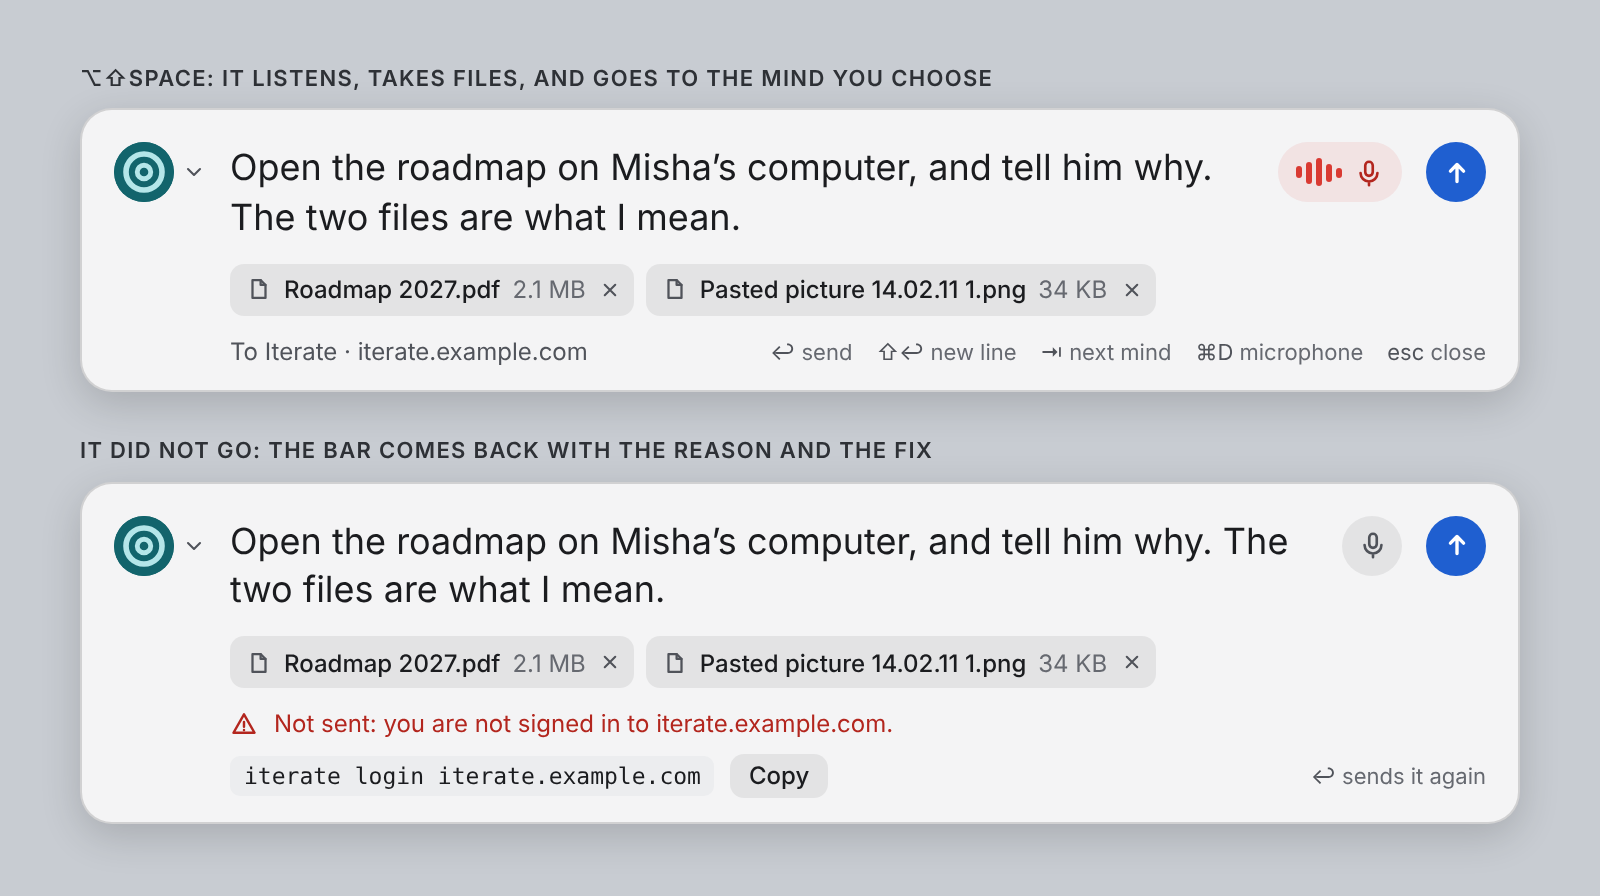 ⌥⇧SPACE: IT LISTENS, TAKES FILES, AND GOES TO THE MIND YOU CHOOSE
Open the roadmap on Misha’s computer, and tell him why.
The two files are what I mean.
Roadmap 2027.pdf 2.1 MB × Pasted picture 14.02.11 1.png 34 KB ×
To Iterate · iterate.example.com ↩ send ⇧↩ new line ⇥ next mind ⌘D microphone esc close
IT DID NOT GO: THE BAR COMES BACK WITH THE REASON AND THE FIX
Open the roadmap on Misha’s computer, and tell him why. The
two files are what I mean.
Roadmap 2027.pdf 2.1 MB × Pasted picture 14.02.11 1.png 34 KB ×
Not sent: you are not signed in to iterate.example.com.
iterate login iterate.example.com Copy ↩ sends it again